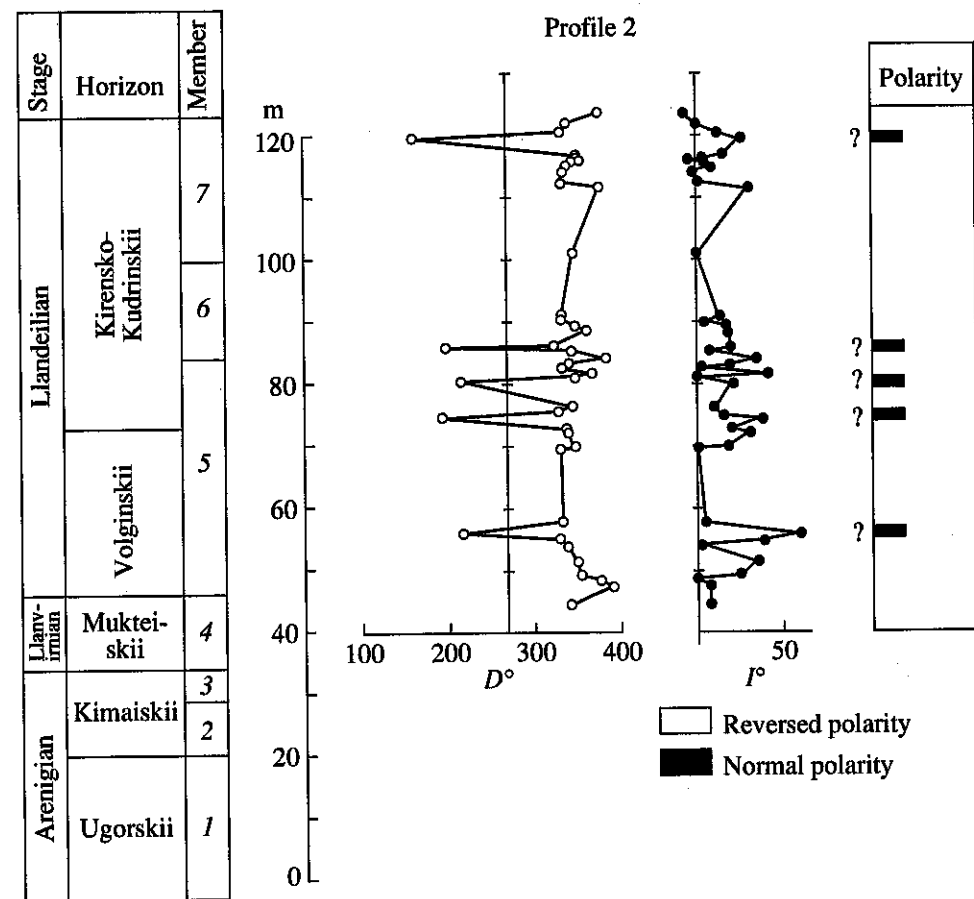 Profile 2
Stage
Horizon
Member
m
Polarity
Llandeilian
Kirensko-
Kudrinskii
7
6
5
Volginskii
Llanv-
irnian
Muktei-
skii
4
Arenigian
Kimaiskii
3
2
Ugorskii
1
120
100
80
60
40
20
0
100 200 300 400
D°
50
I°
?
?
?
?
?
Reversed polarity
Normal polarity